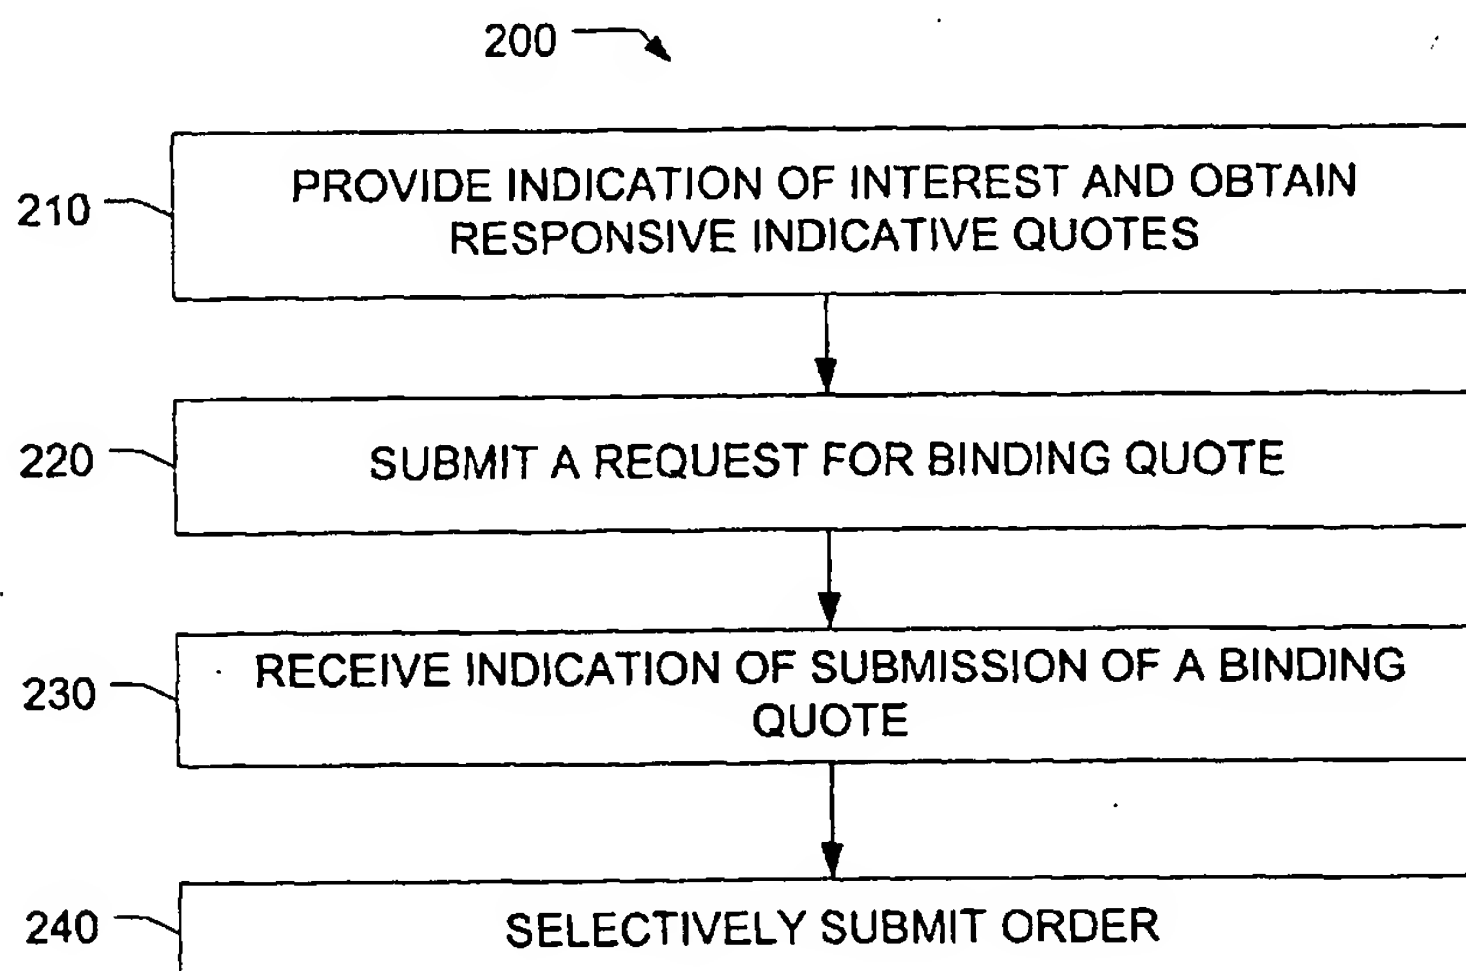 200
210
PROVIDE INDICATION OF INTEREST AND OBTAIN
RESPONSIVE INDICATIVE QUOTES
220
SUBMIT A REQUEST FOR BINDING QUOTE
230
RECEIVE INDICATION OF SUBMISSION OF A BINDING
QUOTE
240
SELECTIVELY SUBMIT ORDER